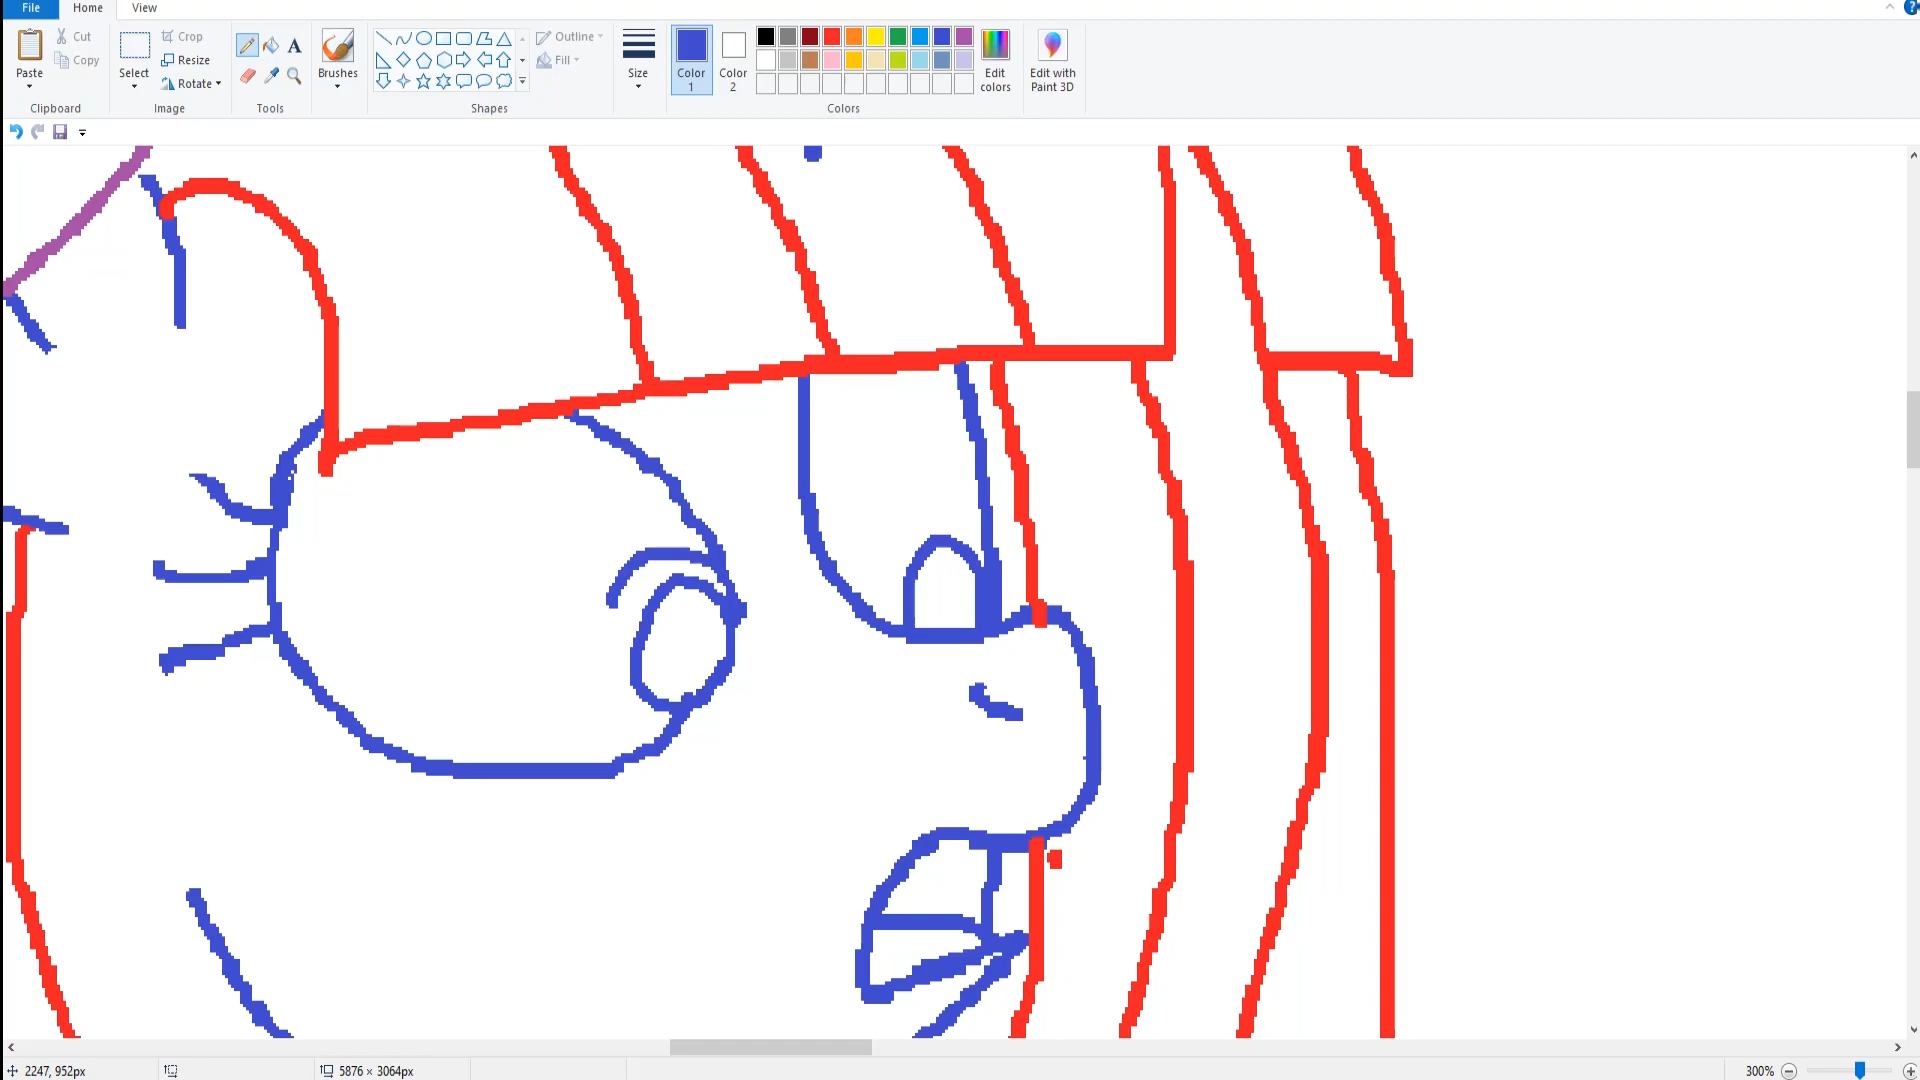 File Home View
Paste
Cut
Copy
Clipboard
Select
Crop
Resize
Rotate
Image
A
Tools
Brushes
Shapes
Outline
Fill
Size
Color
1
Color
2
Edit
colors
Colors
Edit with
Paint 3D
?
2247, 952px
5876 × 3064px
300%